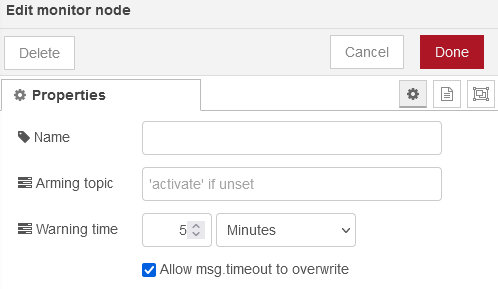 Edit monitor node
Delete
Cancel
Done
Properties
Name
Arming topic
'activate' if unset
Warning time
5
Minutes
Allow msg.timeout to overwrite